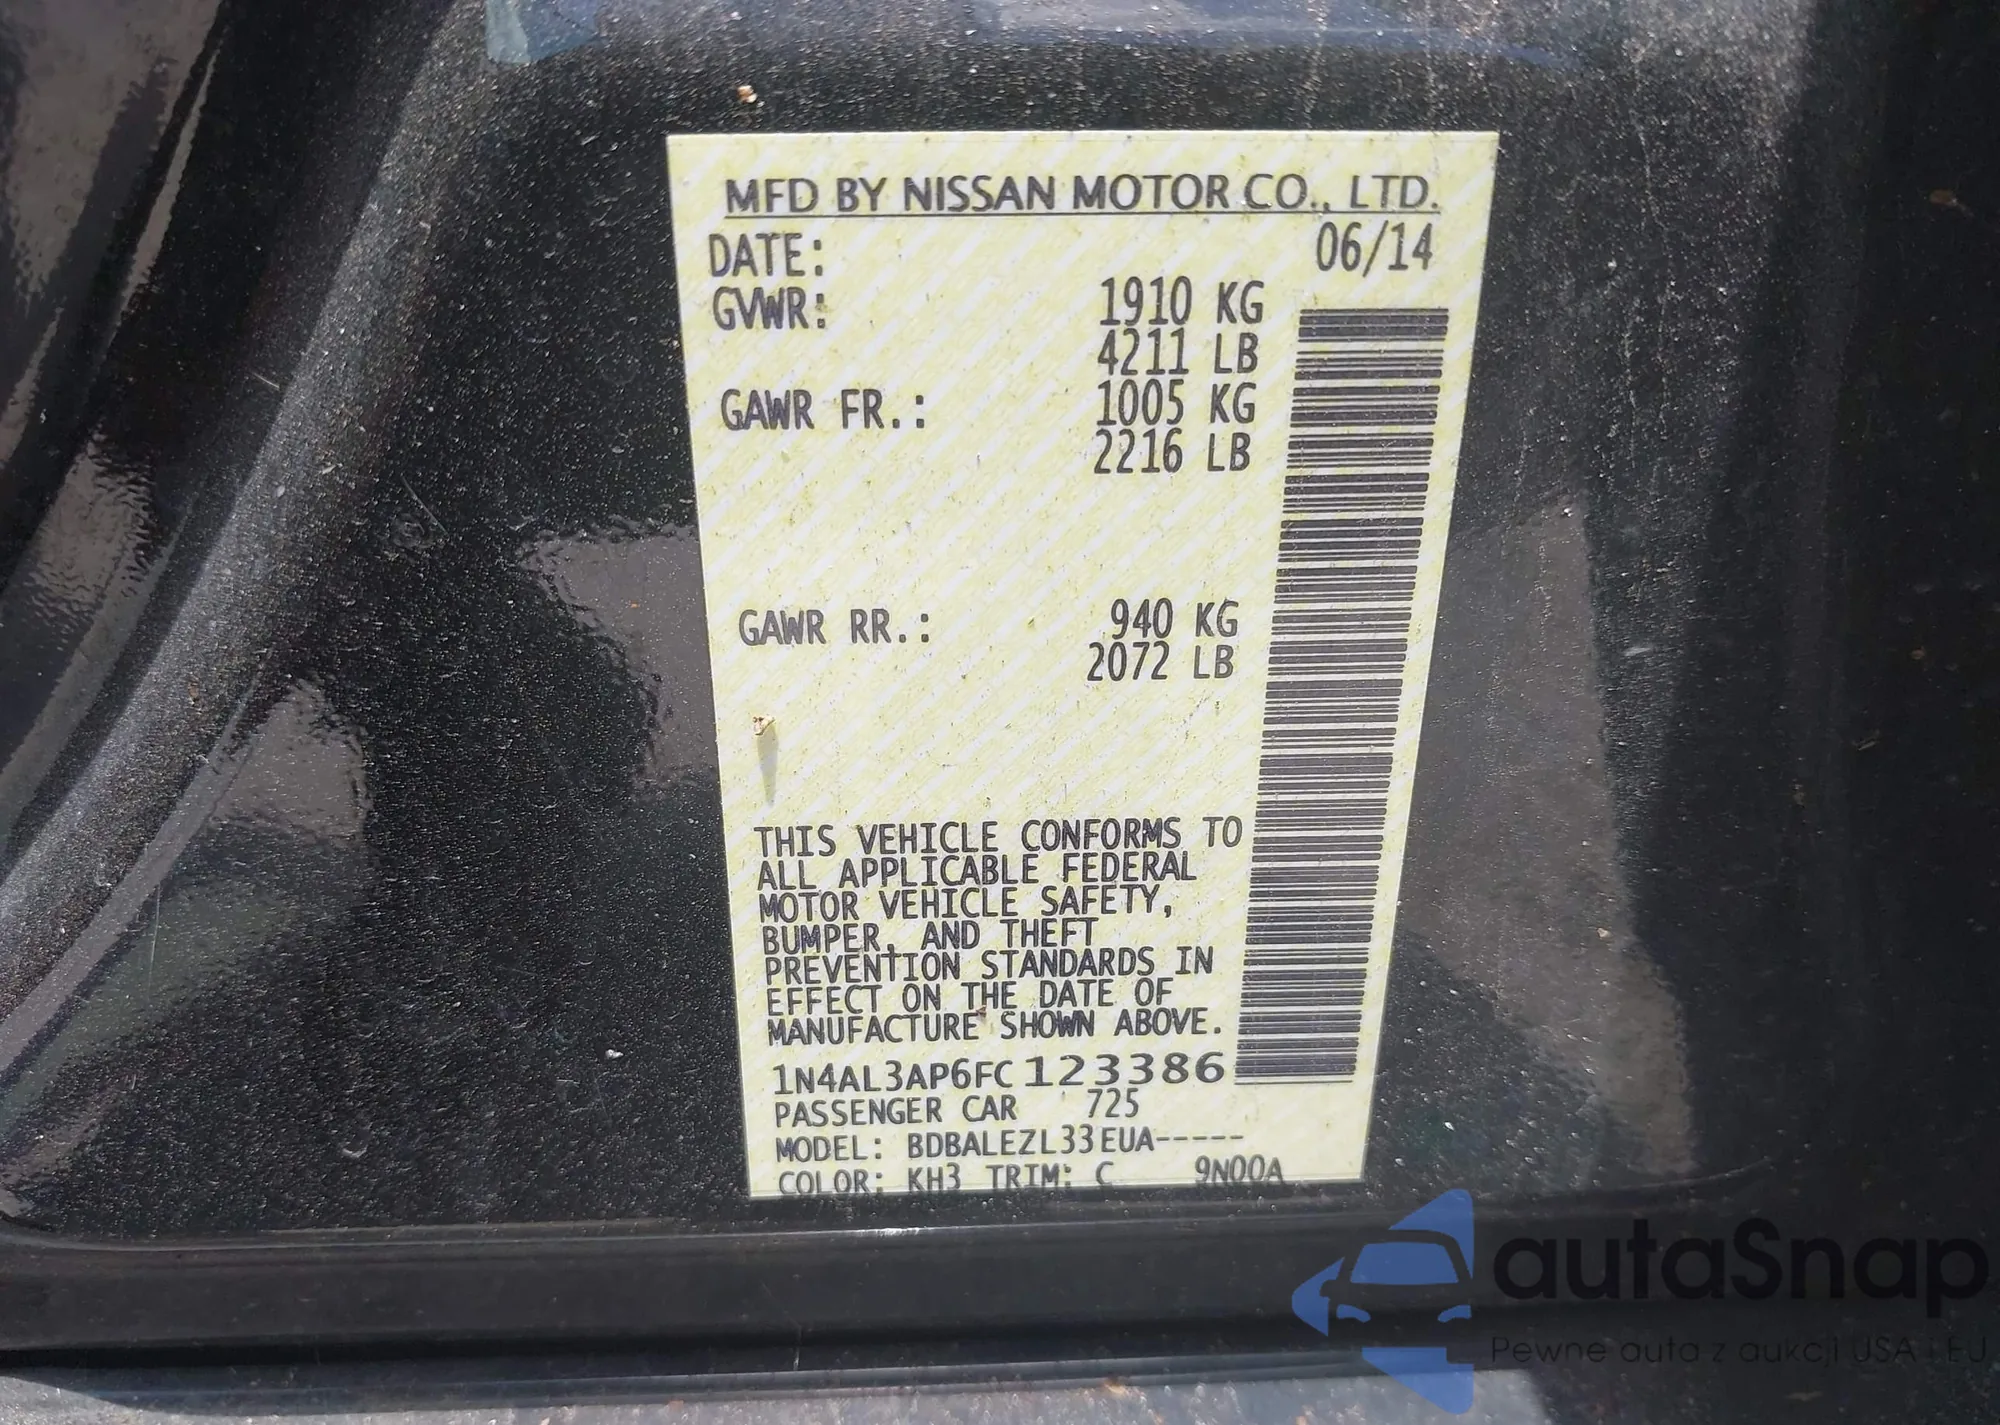 MFD BY NISSAN MOTOR CO., LTD.
DATE: 06/14
GVWR: 1910 KG
4211 LB
GAWR FR.: 1005 KG
2216 LB
GAWR RR.: 940 KG
2072 LB
THIS VEHICLE CONFORMS TO
ALL APPLICABLE FEDERAL
MOTOR VEHICLE SAFETY,
BUMPER, AND THEFT
PREVENTION STANDARDS IN
EFFECT ON THE DATE OF
MANUFACTURE SHOWN ABOVE.
1N4AL3AP6FC123386
PASSENGER CAR 725
MODEL: BDBALEZL33EUA-----
COLOR: KH3 TRIM: C 9N00A
autaSnap
Pewne auta z aukcji USA i EU